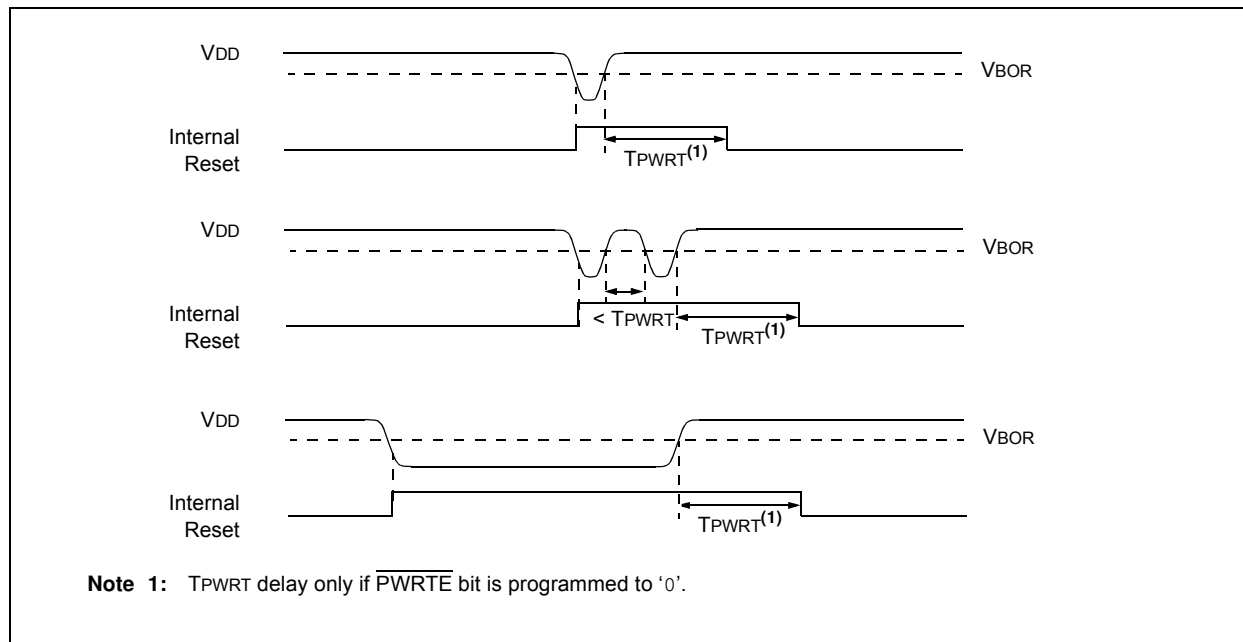 VDD
VBOR
Internal
Reset
TPWRT(1)
VDD
VBOR
Internal
Reset
< TPWRT
TPWRT(1)
VDD
VBOR
Internal
Reset
TPWRT(1)
Note 1: TPWRT delay only if PWRTE bit is programmed to ‘0’.